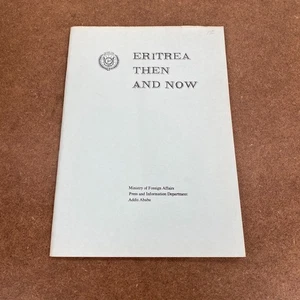 ERITREA
THEN
AND NOW
Ministry of Foreign Affairs
Press and Information Department
Addis Ababa